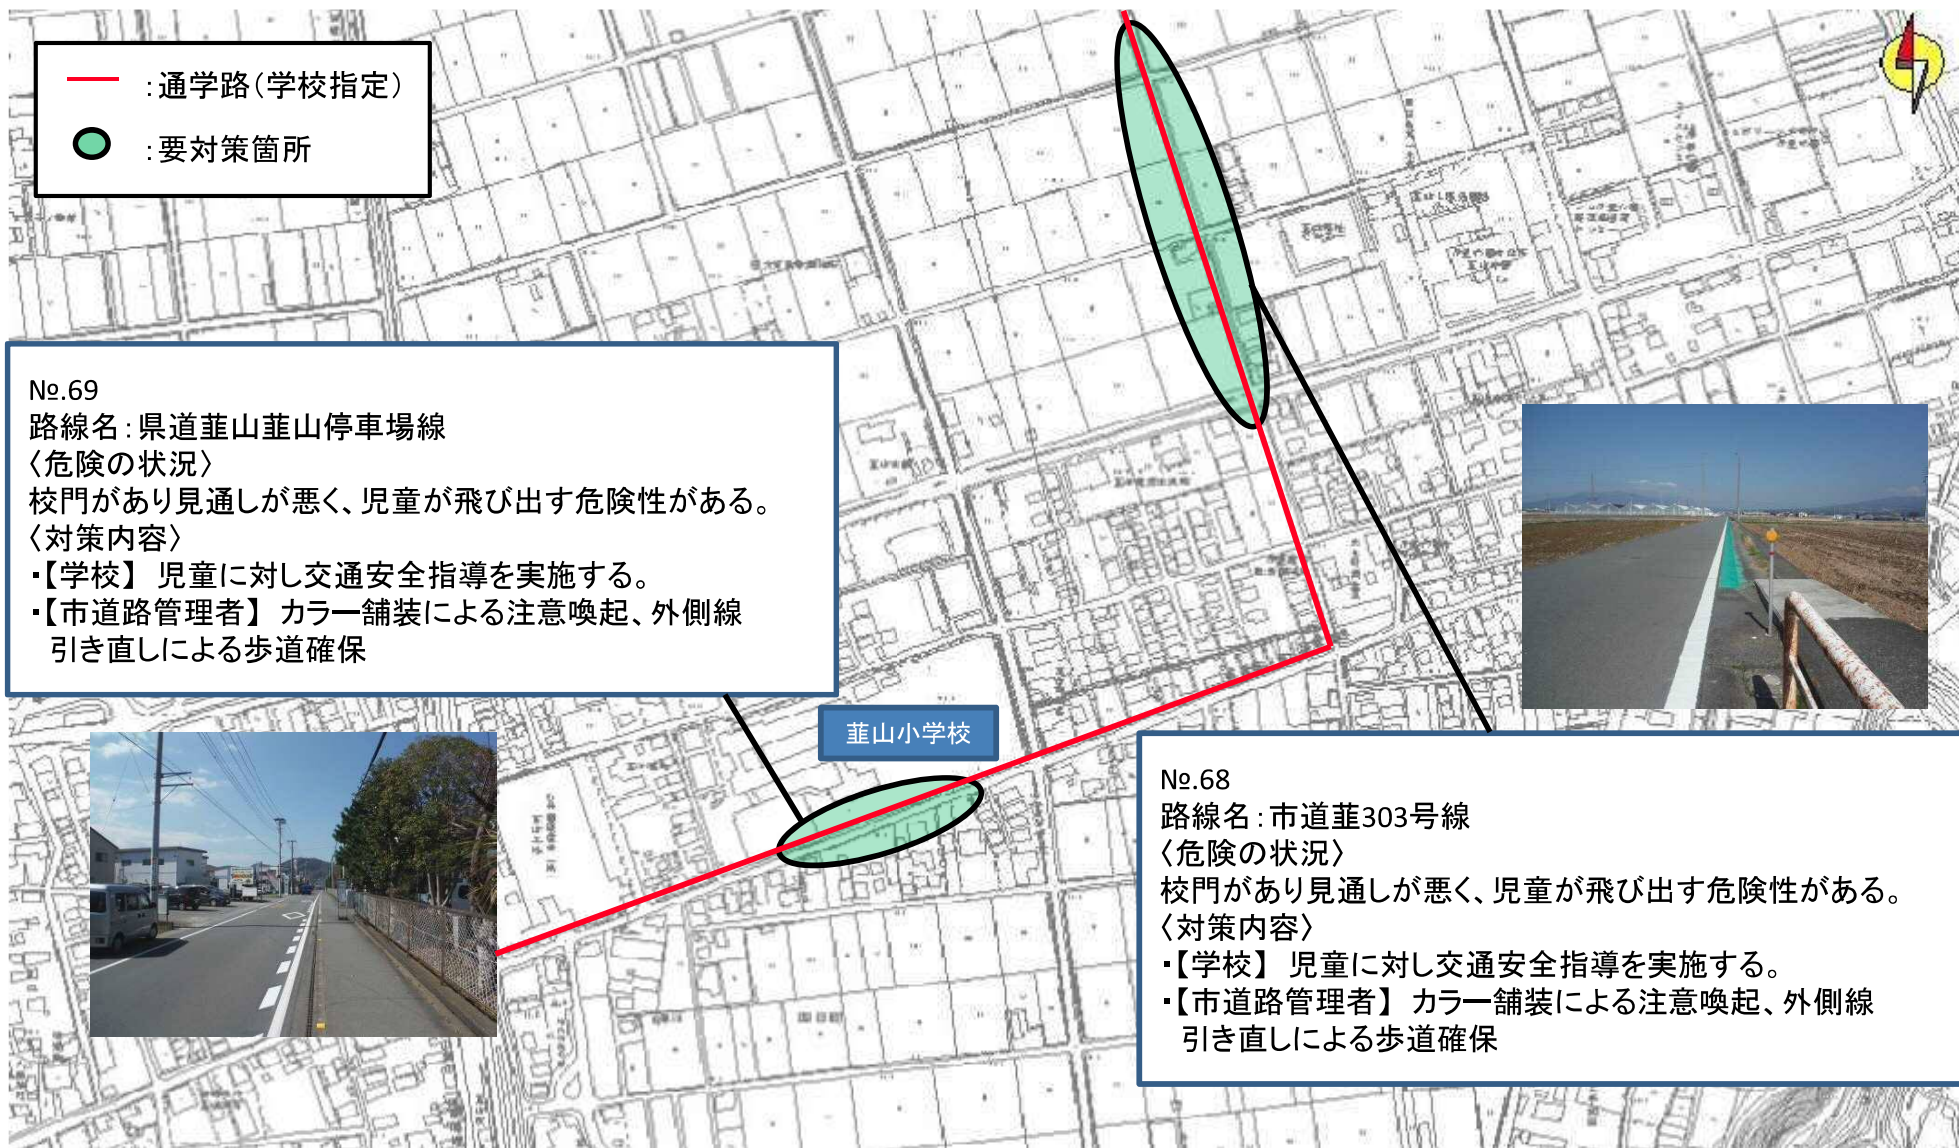 ：通学路（学校指定）
：要対策箇所
№.69
路線名：県道韮山韮山停車場線
〈危険の状況〉
校門があり見通しが悪く、児童が飛び出す危険性がある。
〈対策内容〉
・【学校】 児童に対し交通安全指導を実施する。
・【市道路管理者】 カラー舗装による注意喚起、外側線
引き直しによる歩道確保
韮山小学校
№.68
路線名：市道韮303号線
〈危険の状況〉
校門があり見通しが悪く、児童が飛び出す危険性がある。
〈対策内容〉
・【学校】 児童に対し交通安全指導を実施する。
・【市道路管理者】 カラー舗装による注意喚起、外側線
引き直しによる歩道確保